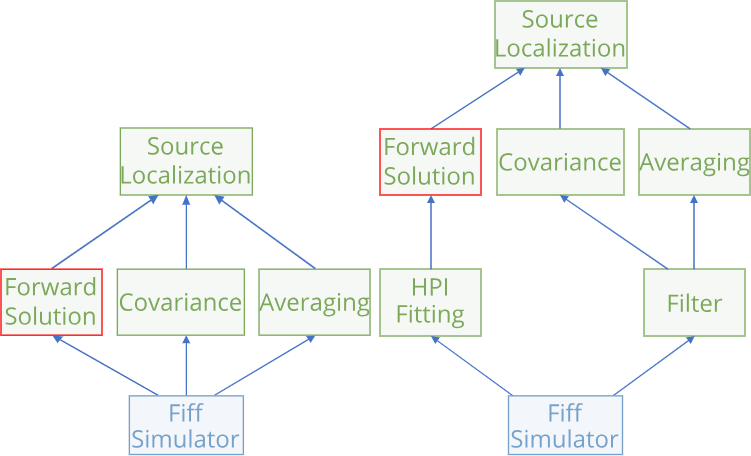 Source
Localization
Forward
Solution
Covariance
Averaging
Fiff
Simulator
Source
Localization
Forward
Solution
Covariance
Averaging
HPI
Fitting
Filter
Fiff
Simulator